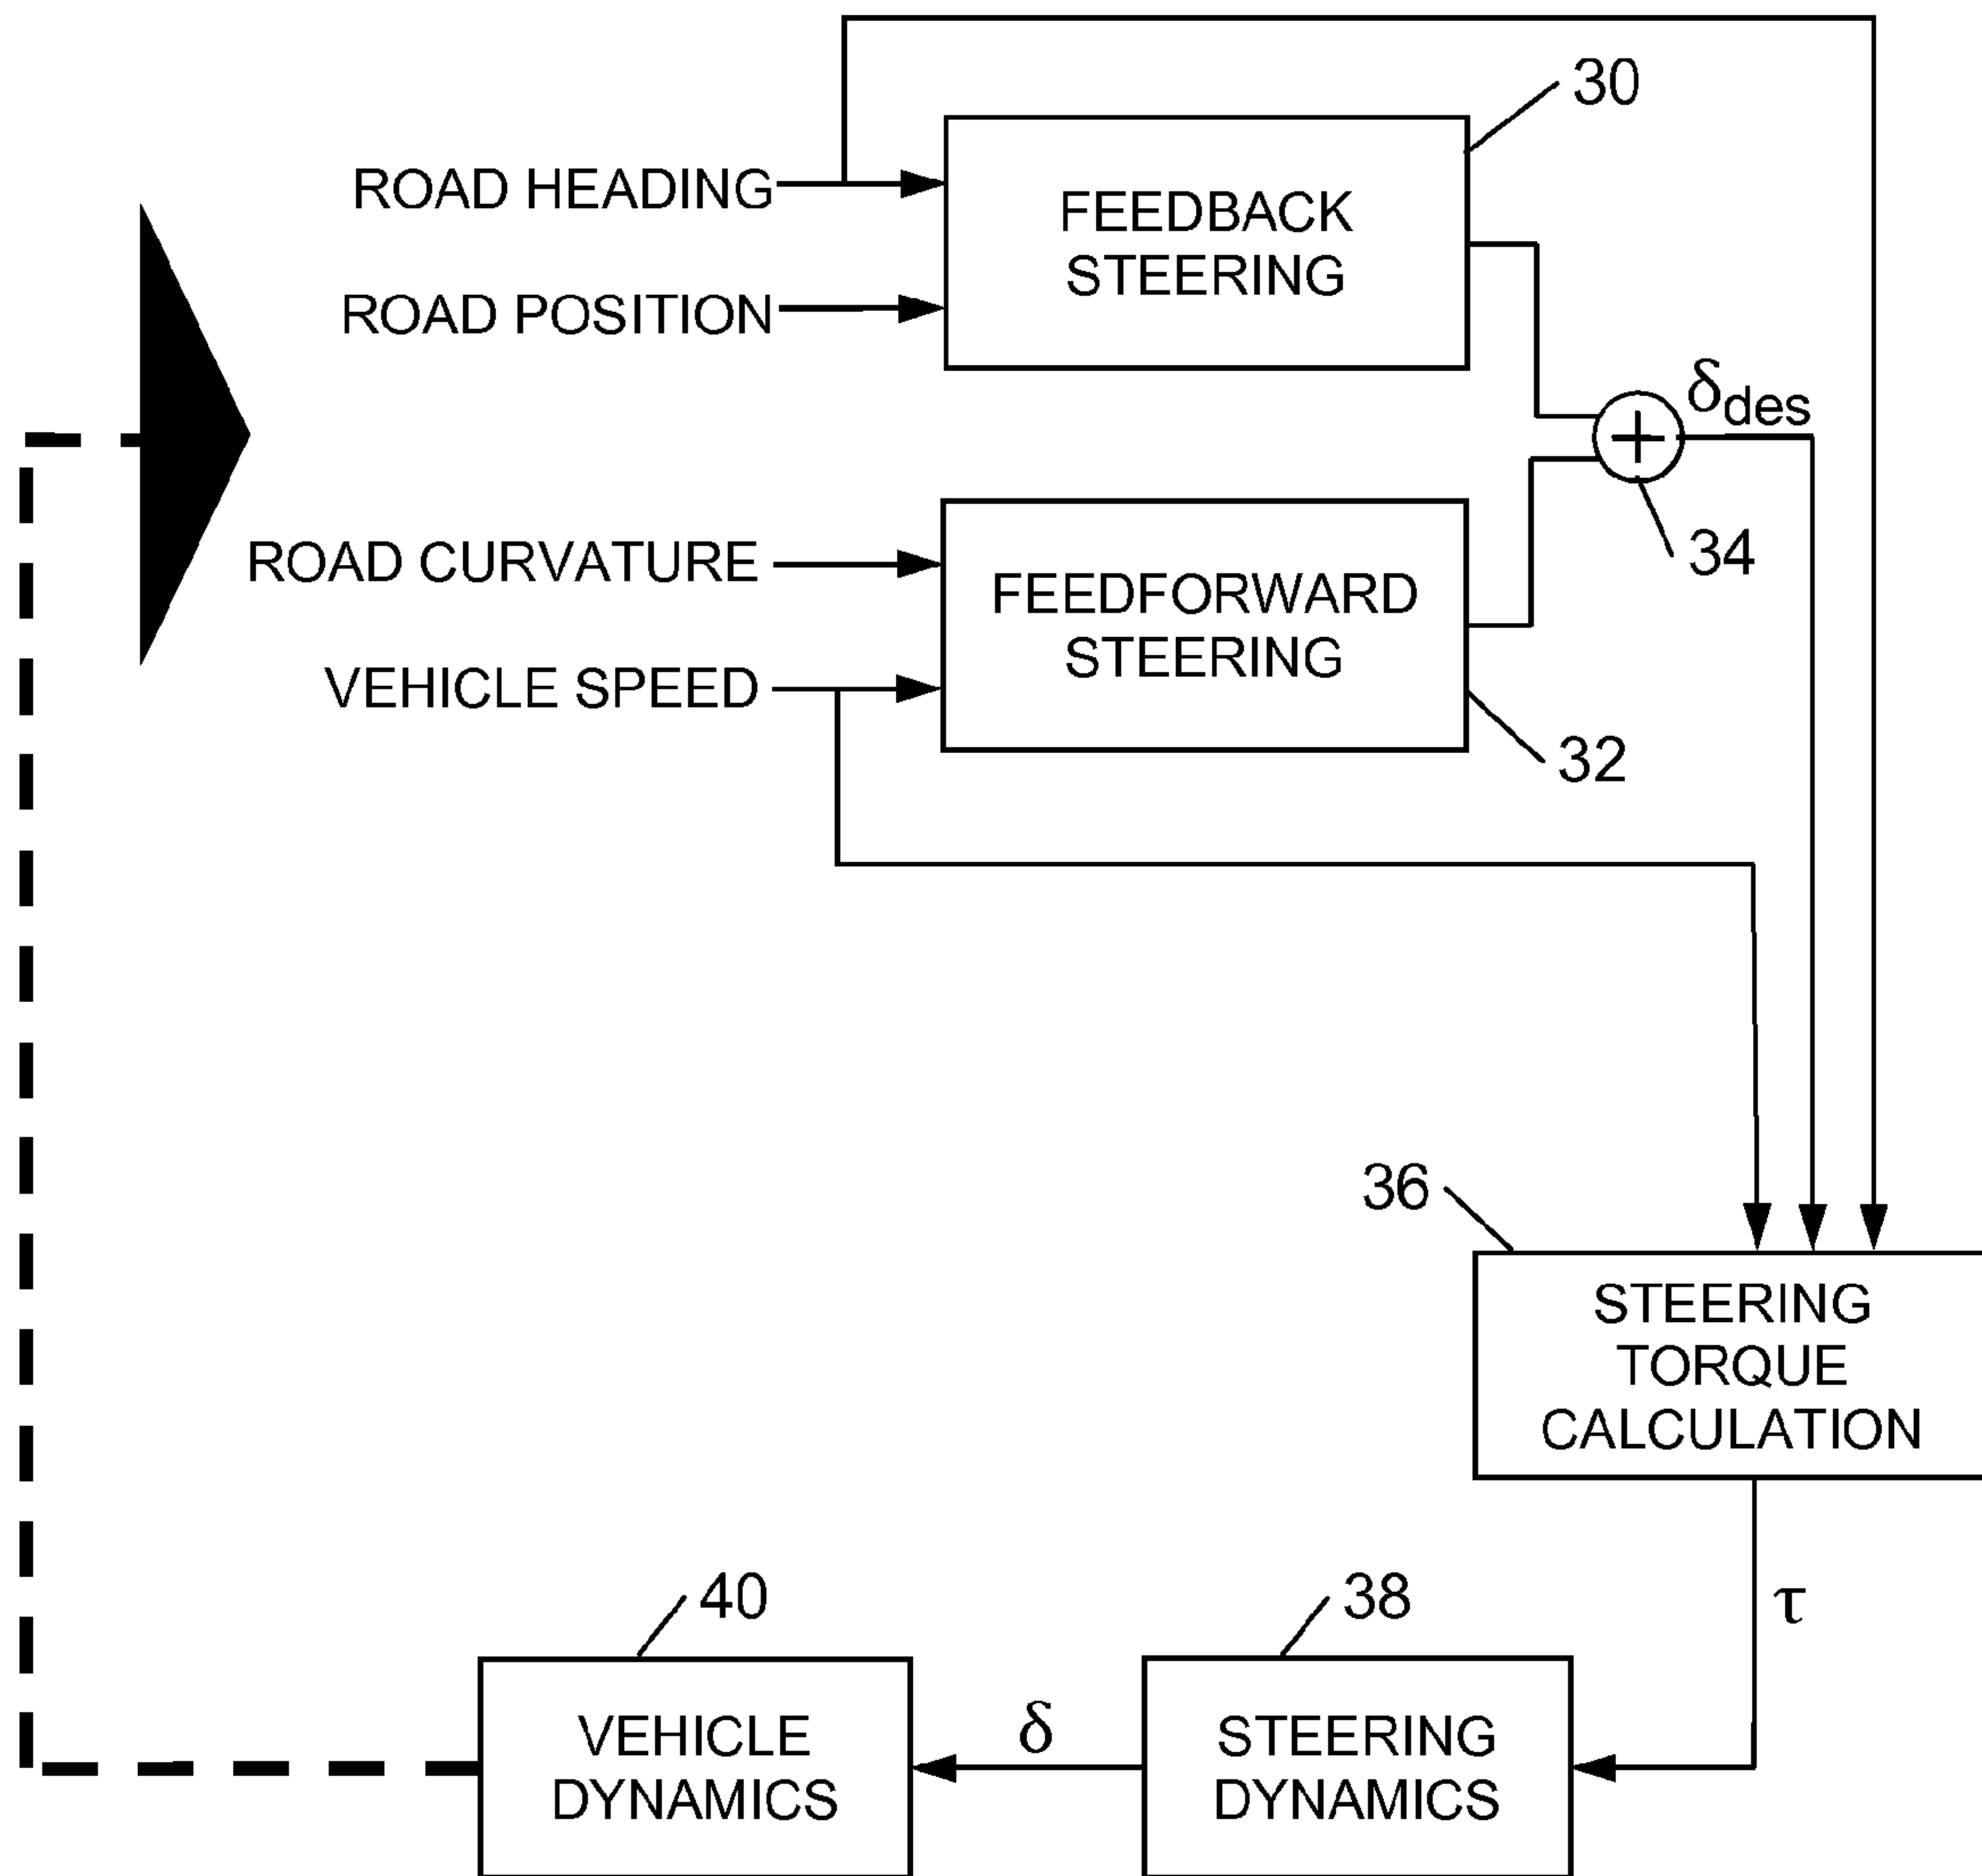 30
ROAD HEADING
FEEDBACK
STEERING
ROAD POSITION
δdes
34
ROAD CURVATURE
FEEDFORWARD
STEERING
VEHICLE SPEED
32
36
STEERING
TORQUE
CALCULATION
τ
40
38
δ
VEHICLE
DYNAMICS
STEERING
DYNAMICS